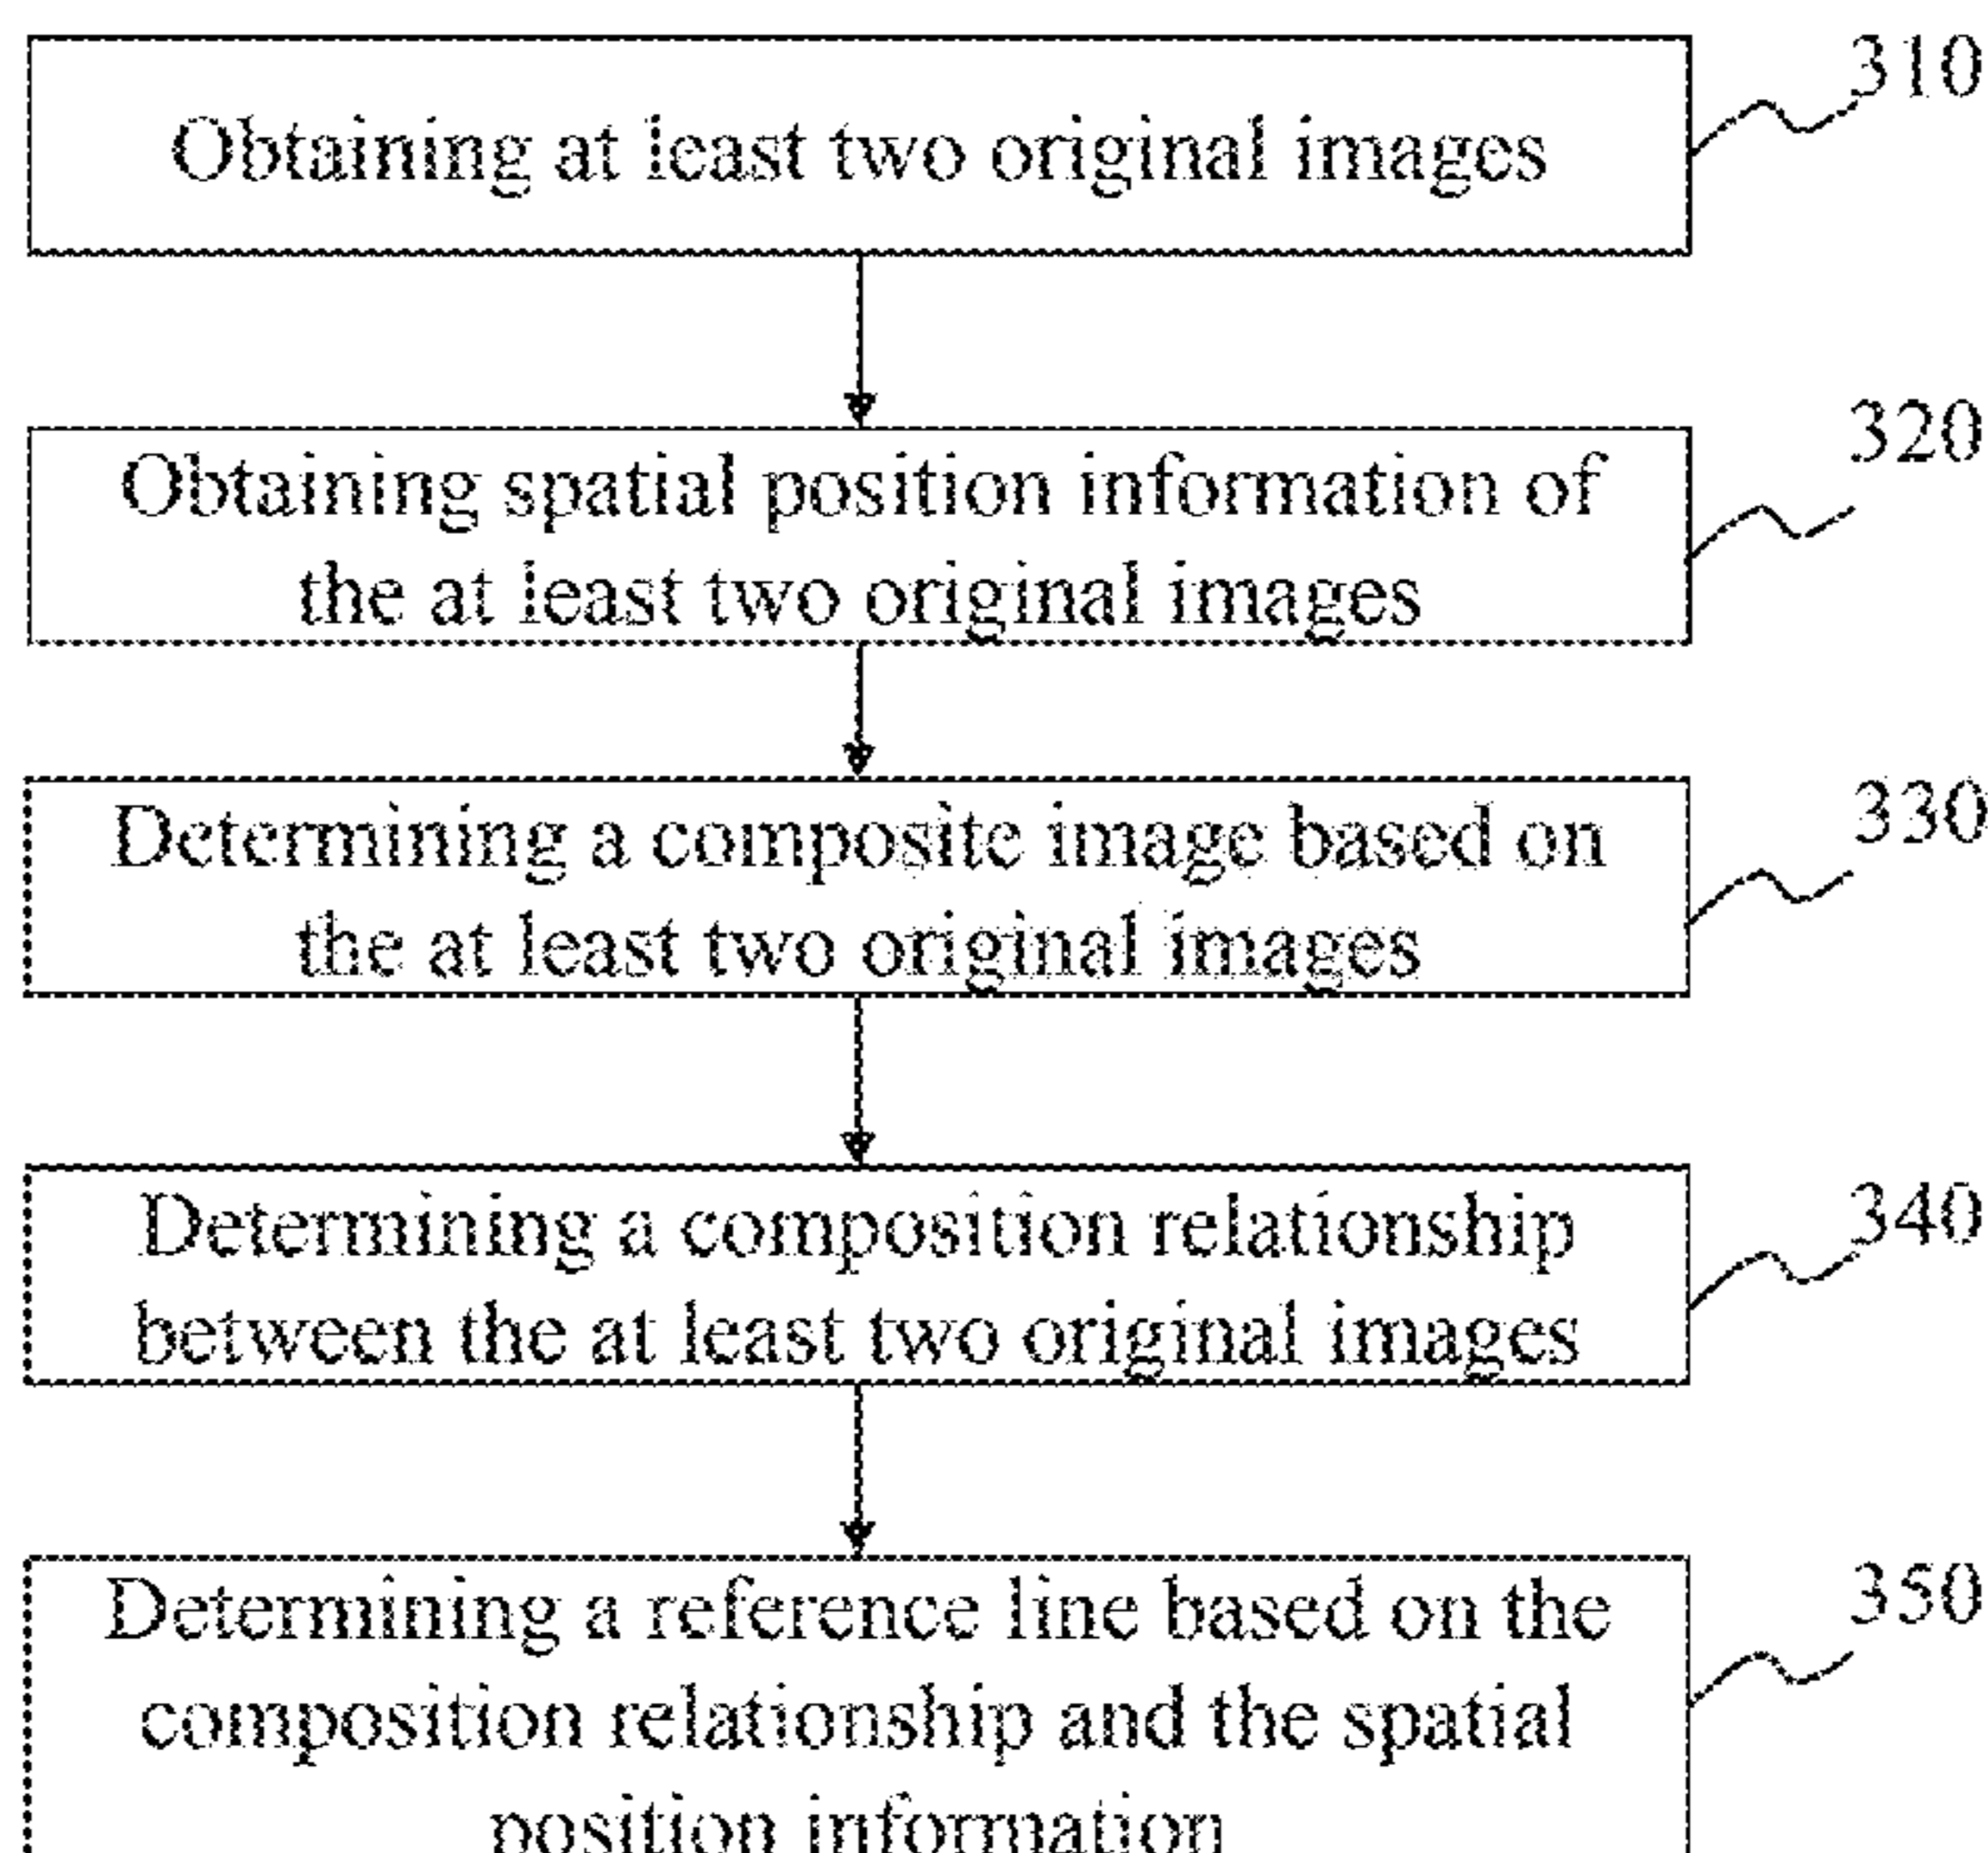 310
Obtaining at least two original images
320
Obtaining spatial position information of
the at least two original images
330
Determining a composite image based on
the at least two original images
340
Determining a composition relationship
between the at least two original images
350
Determining a reference line based on the
composition relationship and the spatial
position information